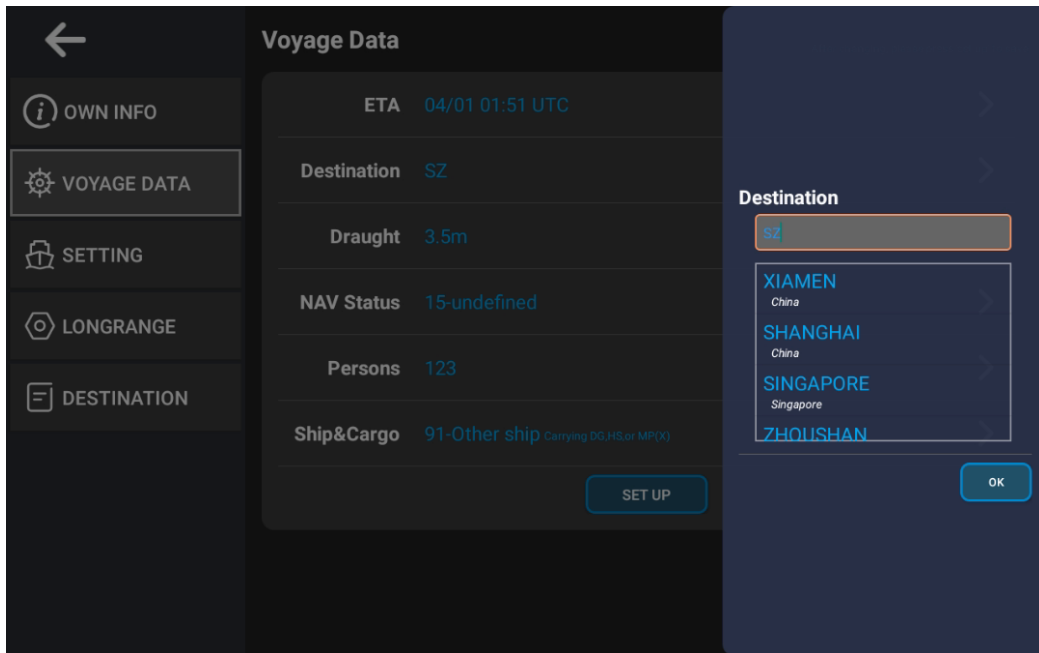 Voyage Data
OWN INFO
VOYAGE DATA
SETTING
LONGRANGE
DESTINATION
ETA 04/01 01:51 UTC
Destination SZ
Draught 3.5m
NAV Status 15-undefined
Persons 123
Ship&Cargo 91-Other ship Carrying DG,HS,or MP(X)
SET UP
Destination
SZ
XIAMEN
China
SHANGHAI
China
SINGAPORE
Singapore
ZHOUSHAN
OK